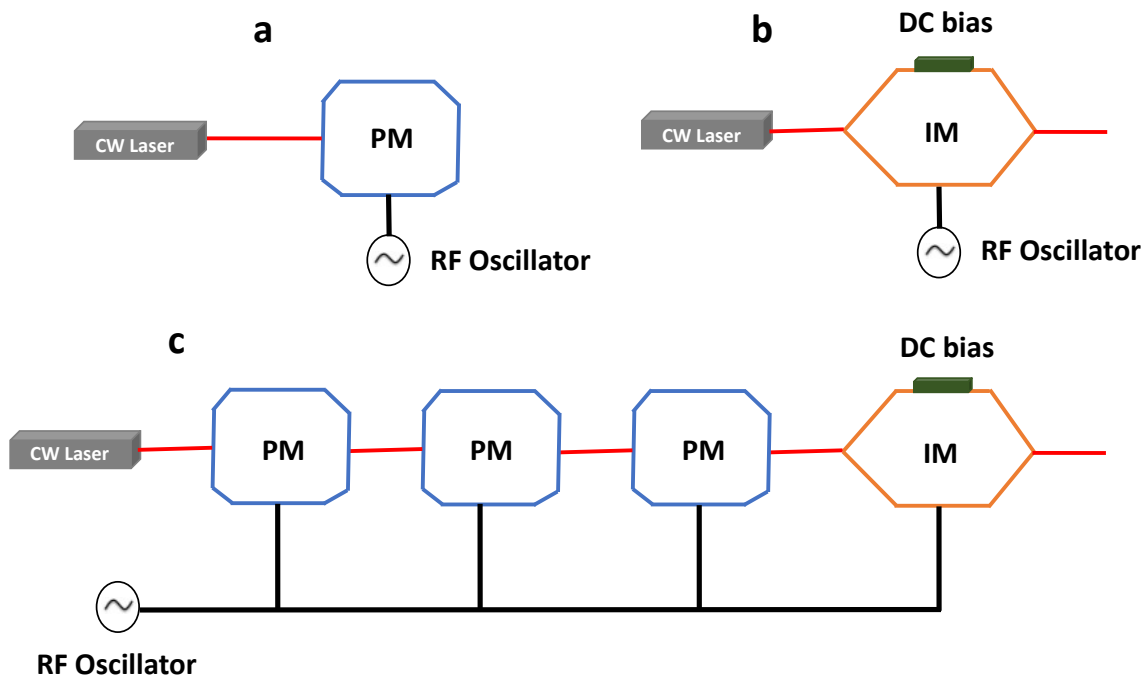 a
CW Laser
PM
RF Oscillator
b
DC bias
CW Laser
IM
RF Oscillator
c
DC bias
CW Laser
PM
PM
PM
IM
RF Oscillator